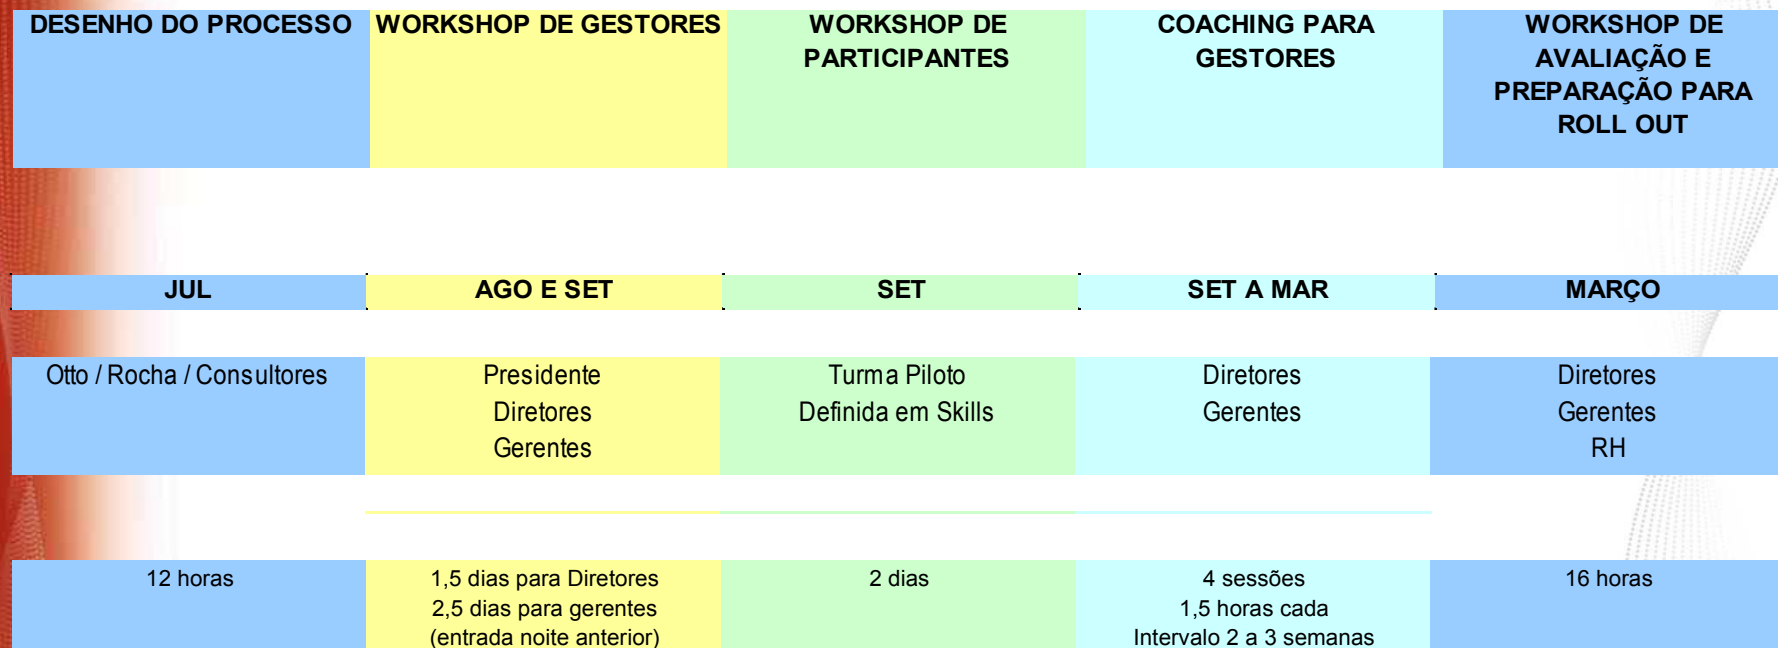 DESENHO DO PROCESSO
WORKSHOP DE GESTORES
WORKSHOP DE
PARTICIPANTES
COACHING PARA
GESTORES
WORKSHOP DE
AVALIAÇÃO E
PREPARAÇÃO PARA
ROLL OUT
JUL
AGO E SET
SET
SET A MAR
MARÇO
Otto / Rocha / Consultores
Presidente
Diretores
Gerentes
Turma Piloto
Definida em Skills
Diretores
Gerentes
Diretores
Gerentes
RH
12 horas
1,5 dias para Diretores
2,5 dias para gerentes
(entrada noite anterior)
2 dias
4 sessões
1,5 horas cada
Intervalo 2 a 3 semanas
16 horas